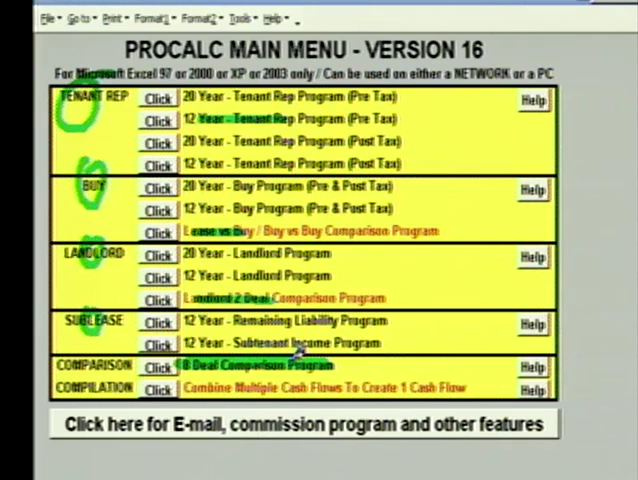 File Go to Print Format1 Format2 Tools Help
PROCALC MAIN MENU - VERSION 16
For Microsoft Excel 97 or 2000 or XP or 2003 only / Can be used on either a NETWORK or a PC
TENANT REP Click 20 Year - Tenant Rep Program (Pre Tax) Help
Click 12 Year - Tenant Rep Program (Pre Tax)
Click 20 Year - Tenant Rep Program (Post Tax)
Click 12 Year - Tenant Rep Program (Post Tax)
BUY Click 20 Year - Buy Program (Pre & Post Tax) Help
Click 12 Year - Buy Program (Pre & Post Tax)
Click Lease vs Buy / Buy vs Buy Comparison Program
LANDLORD Click 20 Year - Landlord Program Help
Click 12 Year - Landlord Program
Click Landlord 2 Deal Comparison Program
SUBLEASE Click 12 Year - Remaining Liability Program Help
Click 12 Year - Subtenant Income Program
COMPARISON Click 8 Deal Comparison Program Help
COMPILATION Click Combine Multiple Cash Flows To Create 1 Cash Flow Help
Click here for E-mail, commission program and other features